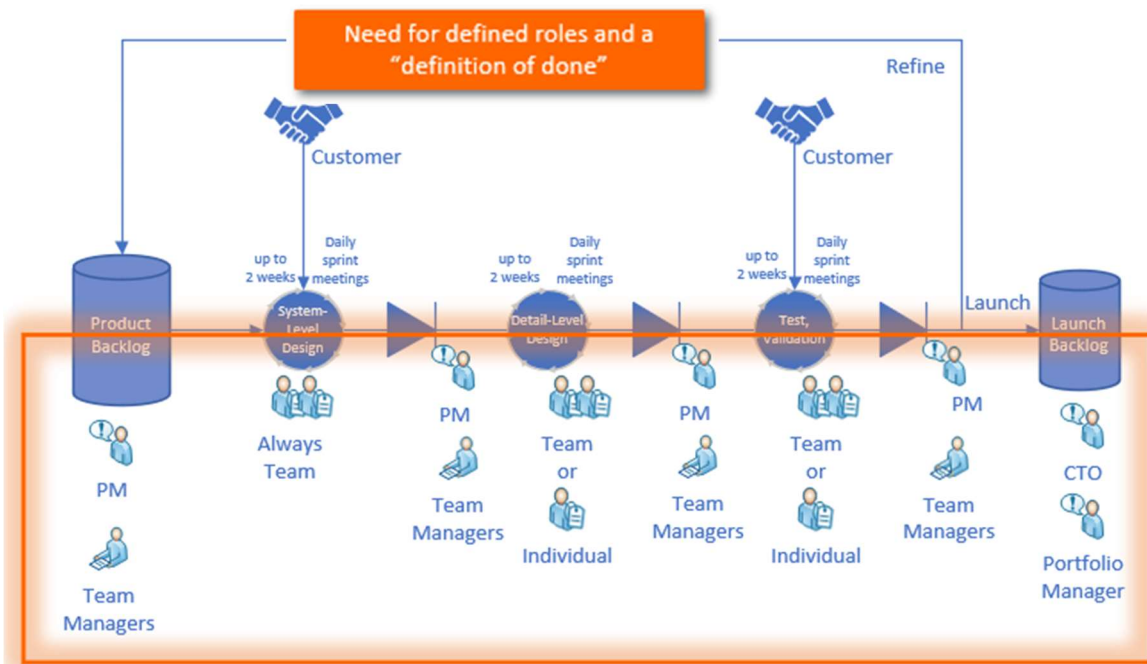 Need for defined roles and a
“definition of done”
Refine
Customer
Customer
up to
2 weeks
Daily
sprint
meetings
up to
2 weeks
Daily
sprint
meetings
up to
2 weeks
Daily
sprint
meetings
Product
Backlog
System-
Level
Design
Detail-Level
Design
Test,
Validation
Launch
Launch
Backlog
PM
Team
Managers
Always
Team
PM
Team
Managers
Team
or
Individual
PM
Team
Managers
Team
or
Individual
PM
Team
Managers
CTO
Portfolio
Manager